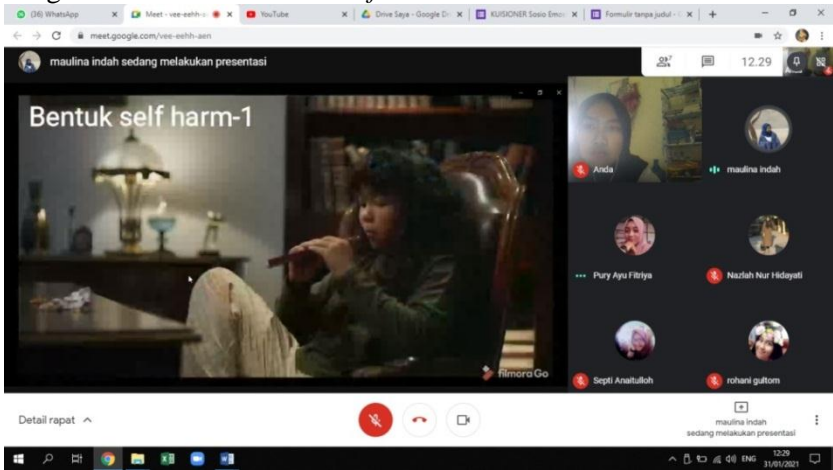 (36) WhatsApp
Meet - vee-eehh-
YouTube
Drive Saya - Google Dr
KUISIONER Sosio Emo
Formulir tanpa judul -
meet.google.com/vee-eehh-aen
maulina indah sedang melakukan presentasi
7
12.29
Bentuk self harm-1
Anda
maulina indah
Pury Ayu Fitriya
Nazlah Nur Hidayati
filmoraGo
Septi Anaitulloh
rohani gultom
Detail rapat
maulina indah
sedang melakukan presentasi
ENG
12:29
31/01/2021